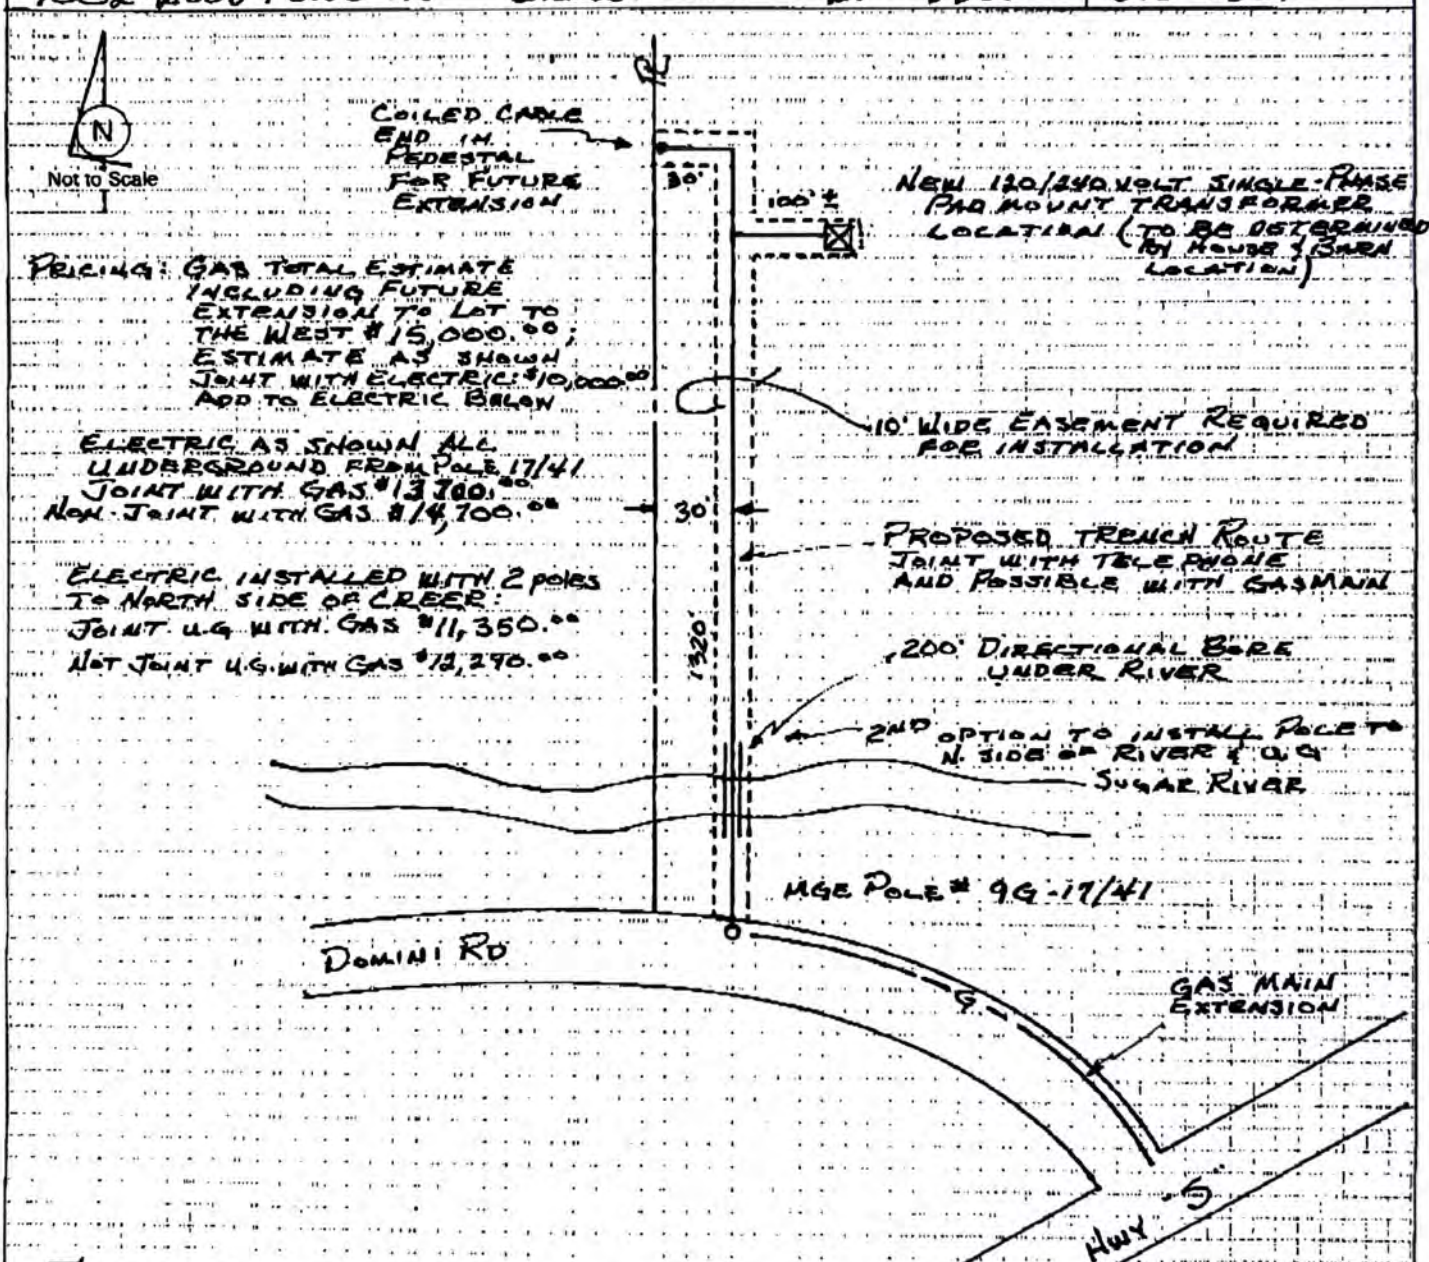 N
Not to Scale
COILED CABLE
END IN
PEDESTAL
FOR FUTURE
EXTENSION
30'
100' ±
NEW 120/240 VOLT SINGLE-PHASE
PAD MOUNT TRANSFORMER
LOCATION (TO BE DETERMINED
BY HOUSE & BARN
LOCATION)
PRICING: GAS TOTAL ESTIMATE
INCLUDING FUTURE
EXTENSION TO LOT TO
THE WEST $15,000.00;
ESTIMATE AS SHOWN
JOINT WITH ELECTRIC: $10,000.00
ADD TO ELECTRIC BELOW
10' WIDE EASEMENT REQUIRED
FOR INSTALLATION
ELECTRIC AS SHOWN ALL
UNDERGROUND FROM POLE 17/41
JOINT WITH GAS
NON-JOINT WITH GAS $14,700.00
30'
PROPOSED TRENCH ROUTE
JOINT WITH TELEPHONE
AND POSSIBLE WITH GAS MAIN
ELECTRIC INSTALLED WITH 2 poles
TO NORTH SIDE OF CREER:
JOINT U.G WITH GAS $11,350.00
NOT JOINT U.G. WITH GAS $12,290.00
1320'
200' DIRECTIONAL BORE
UNDER RIVER
2ND OPTION TO INSTALL POLE TO
N. SIDE OF RIVER & U.G
SUGAR RIVER
MGE POLE # 9G-17/41
DOMINI RD
G
GAS MAIN
EXTENSION
HWY "S"